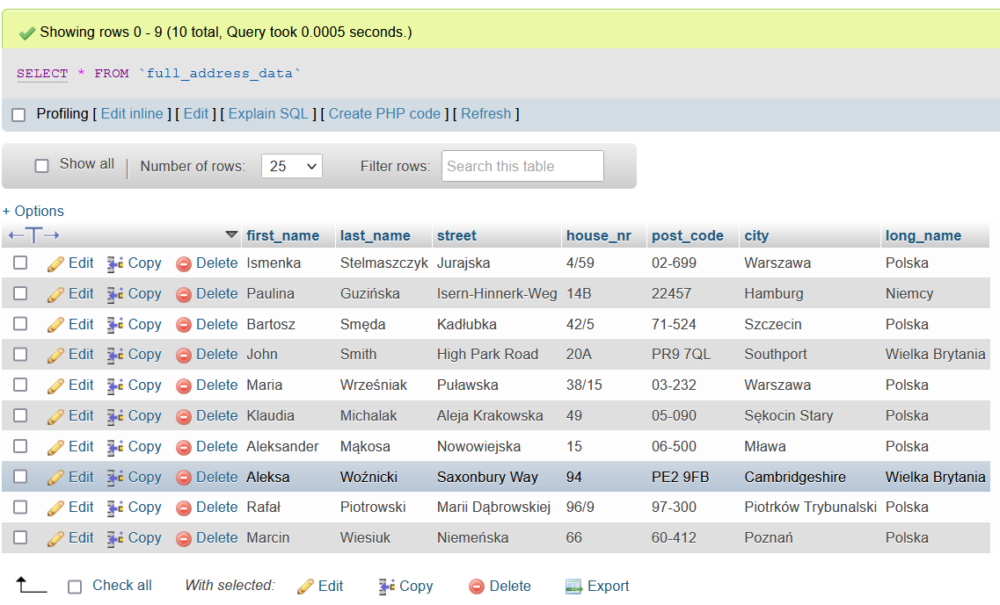 Showing rows 0 - 9 (10 total, Query took 0.0005 seconds.)
SELECT * FROM `full_address_data`
Profiling [ Edit inline ] [ Edit ] [ Explain SQL ] [ Create PHP code ] [ Refresh ]
Show all | Number of rows: 25 Filter rows: Search this table
+ Options
←T→ first_name last_name street house_nr post_code city long_name
Edit Copy Delete Ismenka Stelmaszczyk Jurajska 4/59 02-699 Warszawa Polska
Edit Copy Delete Paulina Guzińska Isern-Hinnerk-Weg 14B 22457 Hamburg Niemcy
Edit Copy Delete Bartosz Smęda Kadłubka 42/5 71-524 Szczecin Polska
Edit Copy Delete John Smith High Park Road 20A PR9 7QL Southport Wielka Brytania
Edit Copy Delete Maria Wrześniak Puławska 38/15 03-232 Warszawa Polska
Edit Copy Delete Klaudia Michalak Aleja Krakowska 49 05-090 Sękocin Stary Polska
Edit Copy Delete Aleksander Mąkosa Nowowiejska 15 06-500 Mława Polska
Edit Copy Delete Aleksa Woźnicki Saxonbury Way 94 PE2 9FB Cambridgeshire Wielka Brytania
Edit Copy Delete Rafał Piotrowski Marii Dąbrowskiej 96/9 97-300 Piotrków Trybunalski Polska
Edit Copy Delete Marcin Wiesiuk Niemeńska 66 60-412 Poznań Polska
Check all With selected: Edit Copy Delete Export